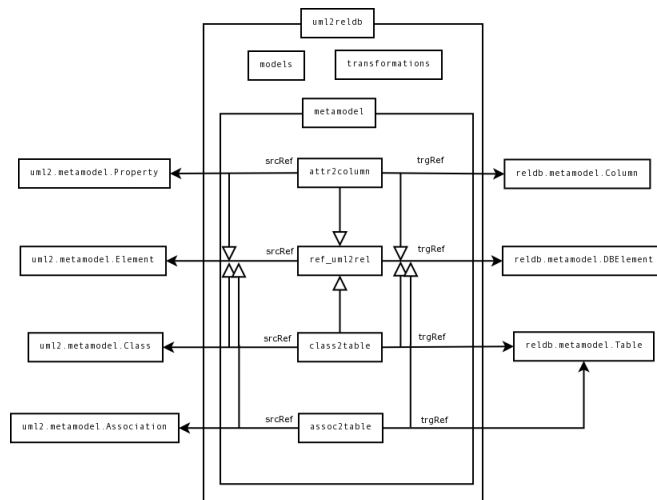 uml2reldb
models
transformations
metamodel
srcRef
trgRef
uml2.metamodel.Property
attr2column
reldb.metamodel.Column
srcRef
trgRef
uml2.metamodel.Element
ref_uml2rel
reldb.metamodel.DBElement
srcRef
trgRef
uml2.metamodel.Class
class2table
reldb.metamodel.Table
srcRef
trgRef
uml2.metamodel.Association
assoc2table